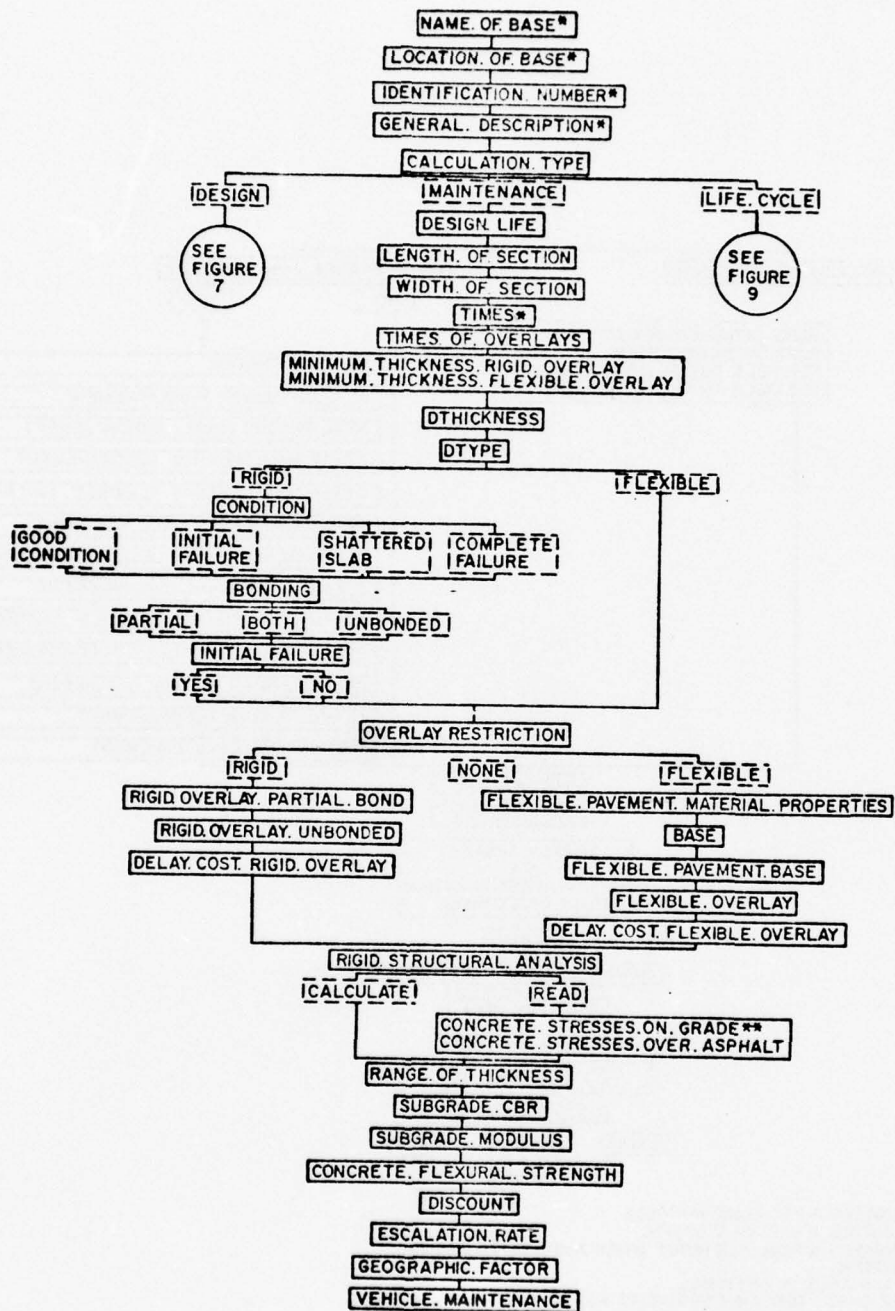 NAME. OF. BASE*
LOCATION. OF. BASE*
IDENTIFICATION. NUMBER*
GENERAL. DESCRIPTION*
CALCULATION. TYPE
DESIGN
MAINTENANCE
LIFE. CYCLE
SEE
FIGURE
7
DESIGN. LIFE
LENGTH. OF. SECTION
WIDTH. OF. SECTION
TIMES*
TIMES. OF. OVERLAYS
SEE
FIGURE
9
MINIMUM. THICKNESS. RIGID. OVERLAY
MINIMUM. THICKNESS. FLEXIBLE. OVERLAY
DTHICKNESS
DTYPE
RIGID
FLEXIBLE
CONDITION
GOOD
CONDITION
INITIAL
FAILURE
SHATTERED
SLAB
COMPLETE
FAILURE
BONDING
PARTIAL
BOTH
UNBONDED
INITIAL FAILURE
YES
NO
OVERLAY RESTRICTION
RIGID
NONE
FLEXIBLE
RIGID. OVERLAY. PARTIAL. BOND
RIGID. OVERLAY. UNBONDED
DELAY. COST. RIGID. OVERLAY
FLEXIBLE. PAVEMENT. MATERIAL. PROPERTIES
BASE
FLEXIBLE. PAVEMENT. BASE
FLEXIBLE. OVERLAY
DELAY. COST. FLEXIBLE. OVERLAY
RIGID. STRUCTURAL. ANALYSIS
CALCULATE
READ
CONCRETE. STRESSES. ON. GRADE**
CONCRETE. STRESSES. OVER. ASPHALT
RANGE. OF. THICKNESS
SUBGRADE. CBR
SUBGRADE. MODULUS
CONCRETE. FLEXURAL. STRENGTH
DISCOUNT
ESCALATION. RATE
GEOGRAPHIC. FACTOR
VEHICLE. MAINTENANCE